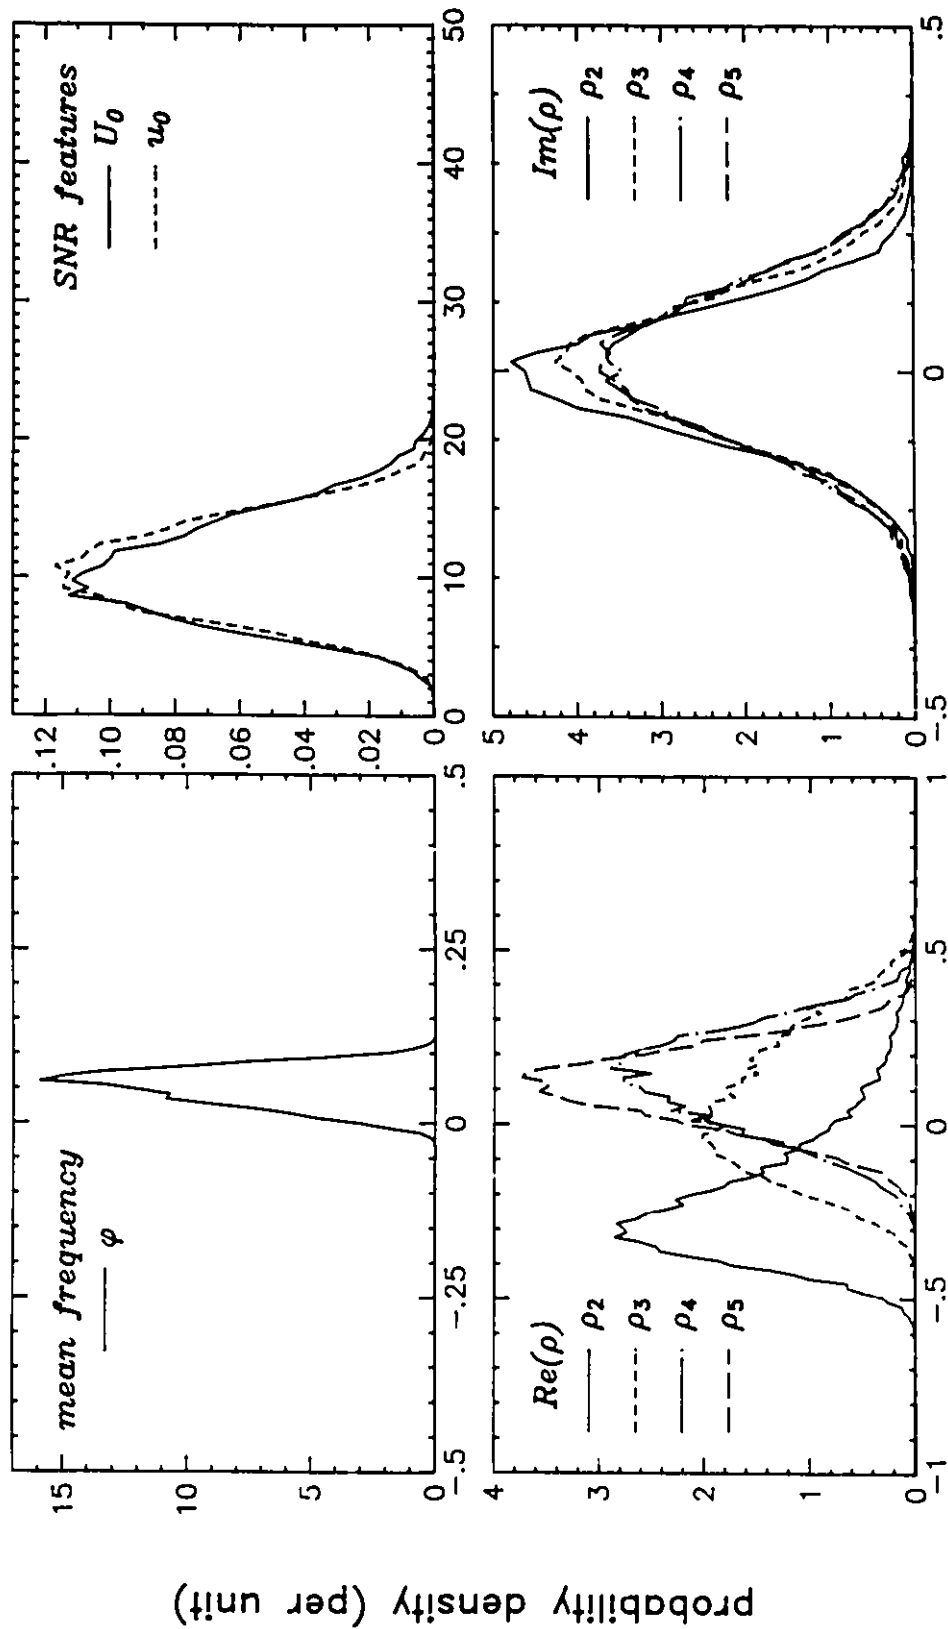 probability density (per unit)
mean frequency
φ
15
10
5
0
-.5
-.25
0
.25
.5
SNR features
U0
u0
.12
.10
.08
.06
.04
.02
0
0
10
20
30
40
50
Re(ρ)
ρ2
ρ3
ρ4
ρ5
4
3
2
1
0
-1
-.5
0
.5
1
Im(ρ)
ρ2
ρ3
ρ4
ρ5
5
4
3
2
1
0
-.5
0
.5